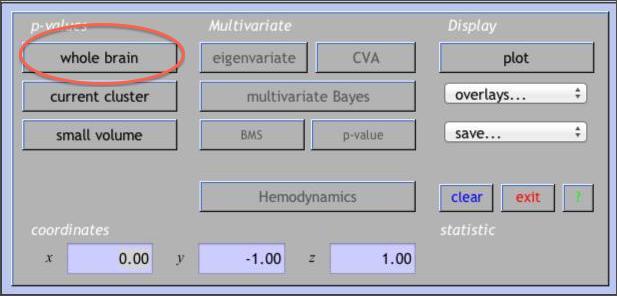 p-values Multivariate Display
whole brain eigenvariate CVA plot
current cluster multivariate Bayes overlays...
small volume BMS p-value save...
Hemodynamics clear exit ?
coordinates statistic
x 0.00 y -1.00 z 1.00